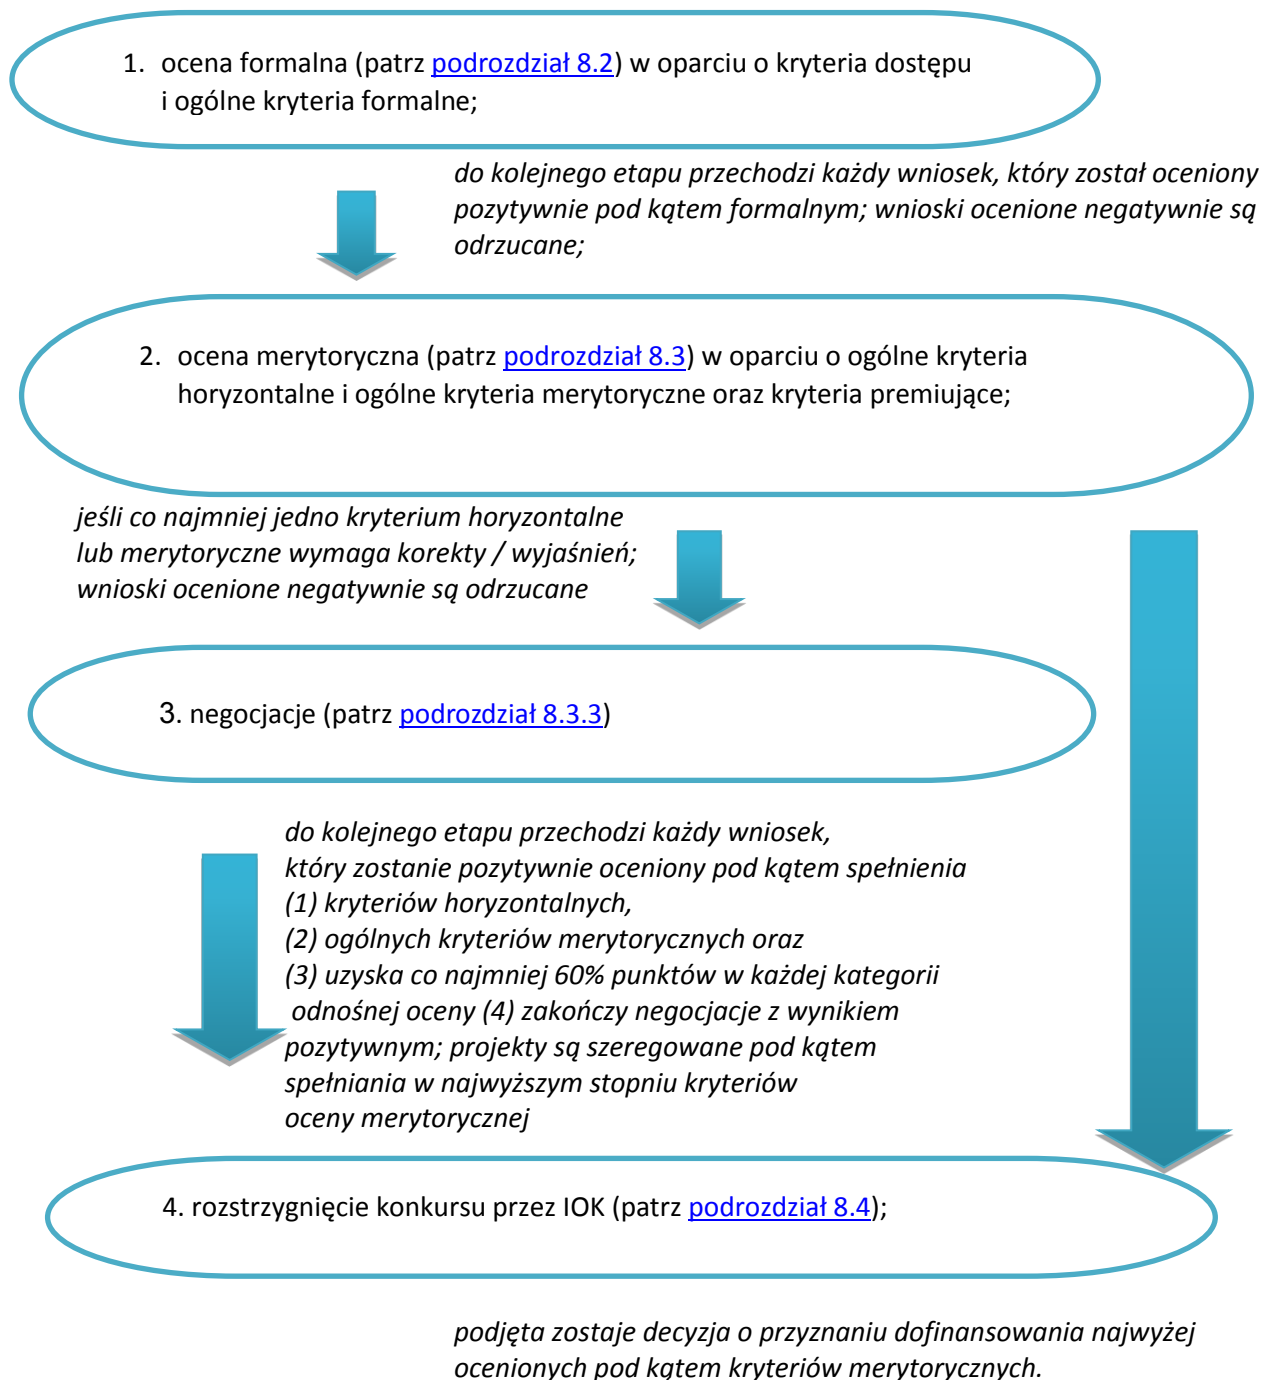 1. ocena formalna (patrz podrozdział 8.2) w oparciu o kryteria dostępu
i ogólne kryteria formalne;
do kolejnego etapu przechodzi każdy wniosek, który został oceniony
pozytywnie pod kątem formalnym; wnioski ocenione negatywnie są
odrzucane;
2. ocena merytoryczna (patrz podrozdział 8.3) w oparciu o ogólne kryteria
horyzontalne i ogólne kryteria merytoryczne oraz kryteria premiujące;
jeśli co najmniej jedno kryterium horyzontalne
lub merytoryczne wymaga korekty / wyjaśnień;
wnioski ocenione negatywnie są odrzucane
3. negocjacje (patrz podrozdział 8.3.3)
do kolejnego etapu przechodzi każdy wniosek,
który zostanie pozytywnie oceniony pod kątem spełnienia
(1) kryteriów horyzontalnych,
(2) ogólnych kryteriów merytorycznych oraz
(3) uzyska co najmniej 60% punktów w każdej kategorii
odnośnej oceny (4) zakończy negocjacje z wynikiem
pozytywnym; projekty są szeregowane pod kątem
spełniania w najwyższym stopniu kryteriów
oceny merytorycznej
4. rozstrzygnięcie konkursu przez IOK (patrz podrozdział 8.4);
podjęta zostaje decyzja o przyznaniu dofinansowania najwyżej
ocenionych pod kątem kryteriów merytorycznych.